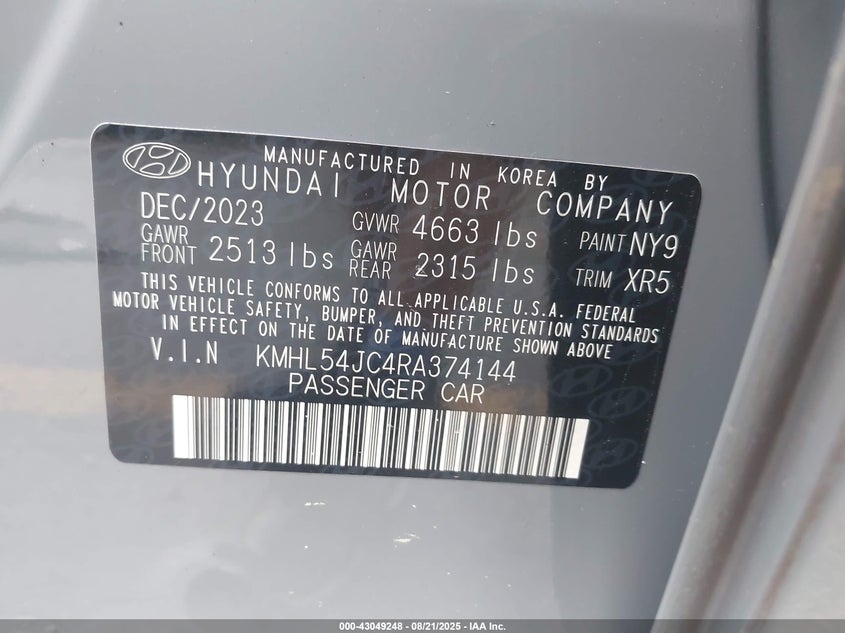 MANUFACTURED IN KOREA BY
HYUNDAI MOTOR COMPANY
DEC/2023 GVWR 4663 lbs PAINT NY9
GAWR FRONT 2513 lbs GAWR REAR 2315 lbs TRIM XR5
THIS VEHICLE CONFORMS TO ALL APPLICABLE U.S.A. FEDERAL
MOTOR VEHICLE SAFETY, BUMPER, AND THEFT PREVENTION STANDARDS
IN EFFECT ON THE DATE OF MANUFACTURE SHOWN ABOVE
V.I.N KMHL54JC4RA374144
PASSENGER CAR
000-43049248 - 08/21/2025 - IAA Inc.